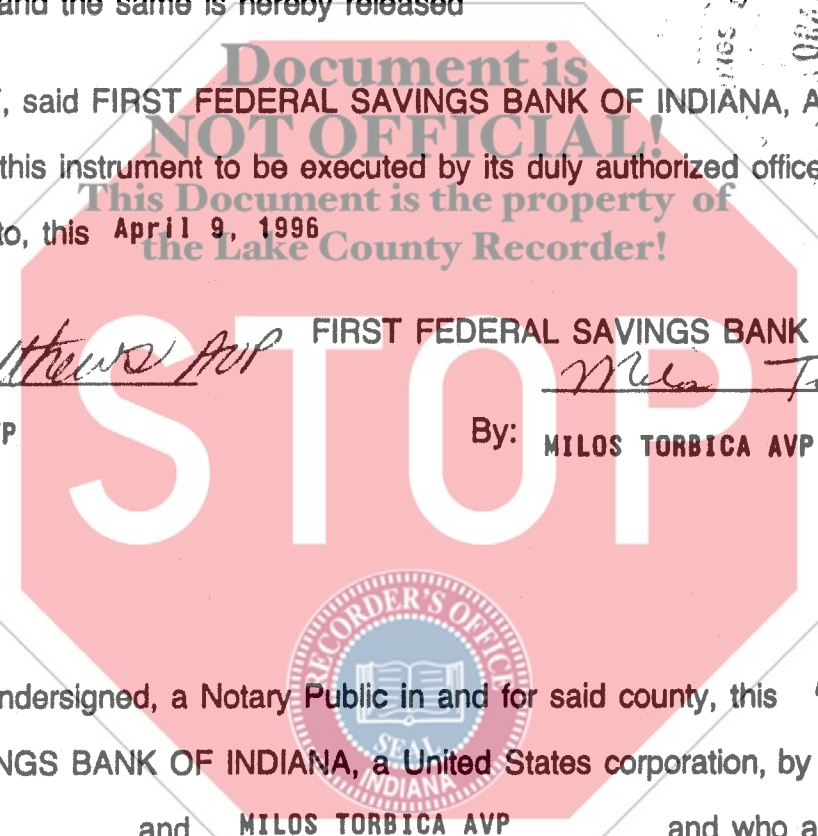 and the same is hereby released
Document is
, said FIRST FEDERAL SAVINGS BANK OF INDIANA, A
NOT OFFICIAL!
this instrument to be executed by its duly authorized office
This Document is the property of
to, this April 9, 1996
the Lake County Recorder!
STOP
FIRST FEDERAL SAVINGS BANK
thews AVP
Milos T
VP
By: MILOS TORBICA AVP
RECORDER'S OFFICE
SEAL
INDIANA
ndersigned, a Notary Public in and for said county, this
NGS BANK OF INDIANA, a United States corporation, by
and MILOS TORBICA AVP and who a